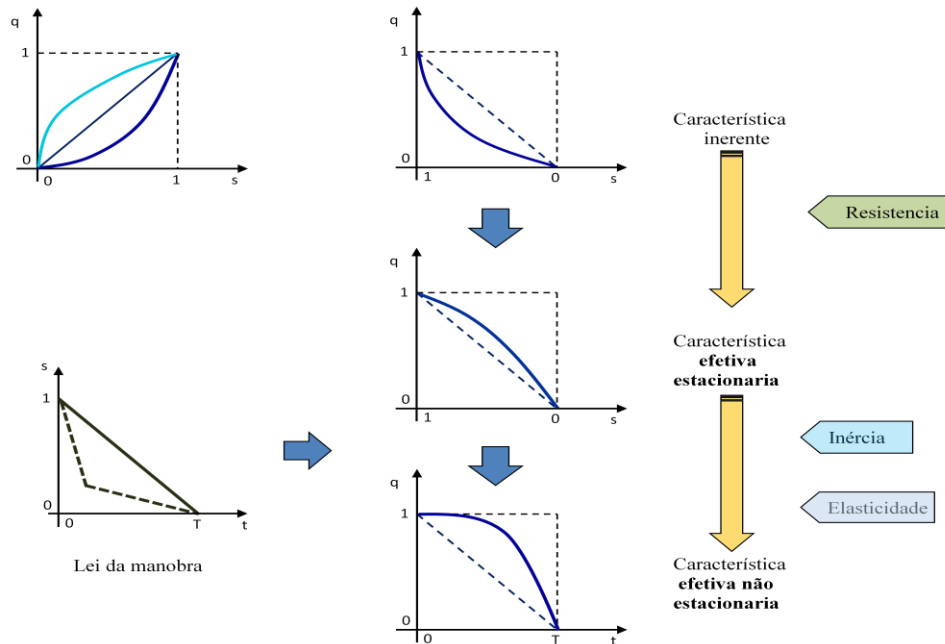 q
1
0
0
1
s
q
1
0
1
0
s
Característica
inerente
Resistencia
q
1
0
1
0
s
Característica
efetiva
estacionaria
s
1
0
0
T
t
Lei da manobra
Inércia
Elasticidade
q
1
0
0
T
t
Característica
efetiva não
estacionaria